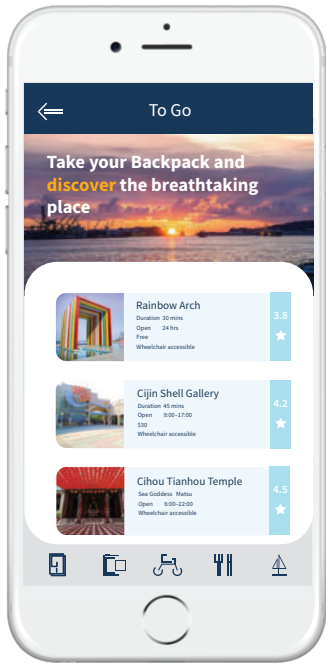 To Go
Take your Backpack and
discover the breathtaking
place
Rainbow Arch
Duration 30 mins
Open 24 hrs
Free
Wheelchair accessible
3.8
Cijin Shell Gallery
Duration 45 mins
Open 9:00–17:00
$30
Wheelchair accessible
4.2
Cihou Tianhou Temple
Sea Goddess Matsu
Open 6:00–22:00
Wheelchair accessible
4.5